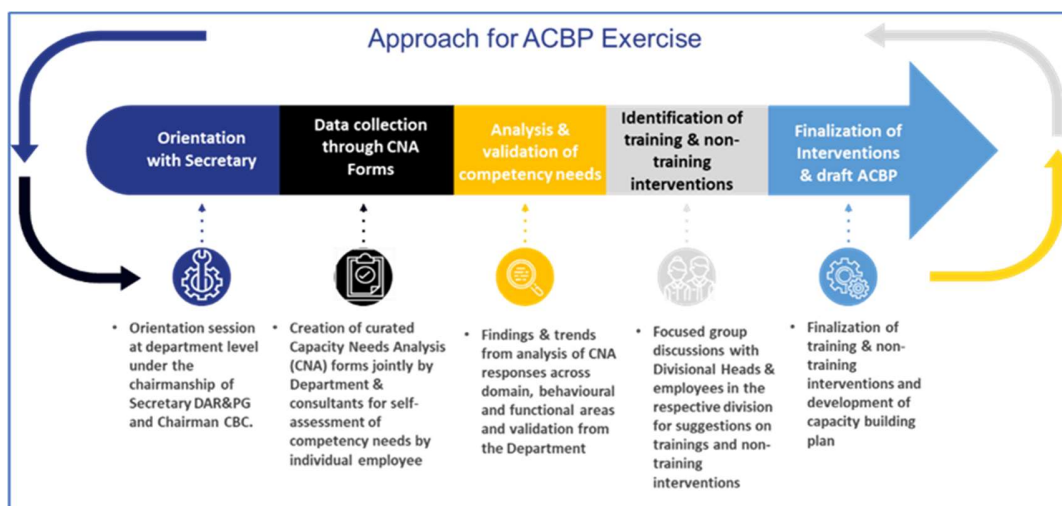 Approach for ACBP Exercise
Orientation
with Secretary
Data collection
through CNA
Forms
Analysis &
validation of
competency needs
Identification of
training & non-
training
interventions
Finalization of
Interventions
& draft ACBP
• Orientation session
at department level
under the
chairmanship of
Secretary DAR&PG
and Chairman CBC.
• Creation of curated
Capacity Needs Analysis
(CNA) forms jointly by
Department &
consultants for self-
assessment of
competency needs by
individual employee
• Findings & trends
from analysis of CNA
responses across
domain, behavioural
and functional areas
and validation from
the Department
• Focused group
discussions with
Divisional Heads &
employees in the
respective division
for suggestions on
trainings and non-
training
interventions
• Finalization of
training & non-
training
interventions and
development of
capacity building
plan